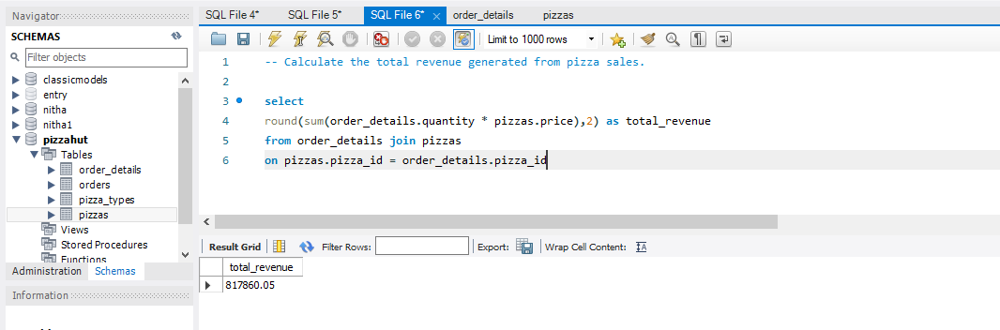 Navigator
SCHEMAS
Filter objects
classicmodels
entry
nitha
nitha1
pizzahut
Tables
order_details
orders
pizza_types
pizzas
Views
Stored Procedures
Functions
Administration Schemas
Information
SQL File 4* SQL File 5* SQL File 6* order_details pizzas
Limit to 1000 rows
1 -- Calculate the total revenue generated from pizza sales.
2
3 select
4 round(sum(order_details.quantity * pizzas.price),2) as total_revenue
5 from order_details join pizzas
6 on pizzas.pizza_id = order_details.pizza_id
Result Grid Filter Rows: Export: Wrap Cell Content:
total_revenue
817860.05